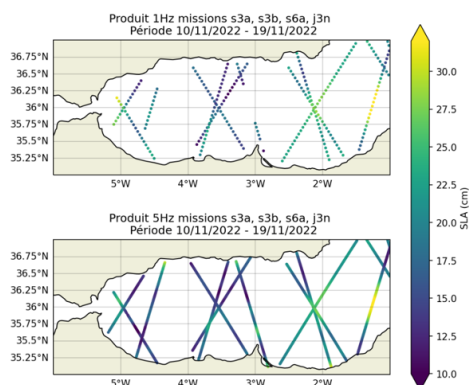 Produit 1Hz missions s3a, s3b, s6a, j3n
Période 10/11/2022 - 19/11/2022
36.75°N
36.5°N
36.25°N
36°N
35.75°N
35.5°N
35.25°N
5°W 4°W 3°W 2°W
Produit 5Hz missions s3a, s3b, s6a, j3n
Période 10/11/2022 - 19/11/2022
36.75°N
36.5°N
36.25°N
36°N
35.75°N
35.5°N
35.25°N
5°W 4°W 3°W 2°W
30.0
27.5
25.0
22.5
20.0
17.5
15.0
12.5
10.0
SLA (cm)